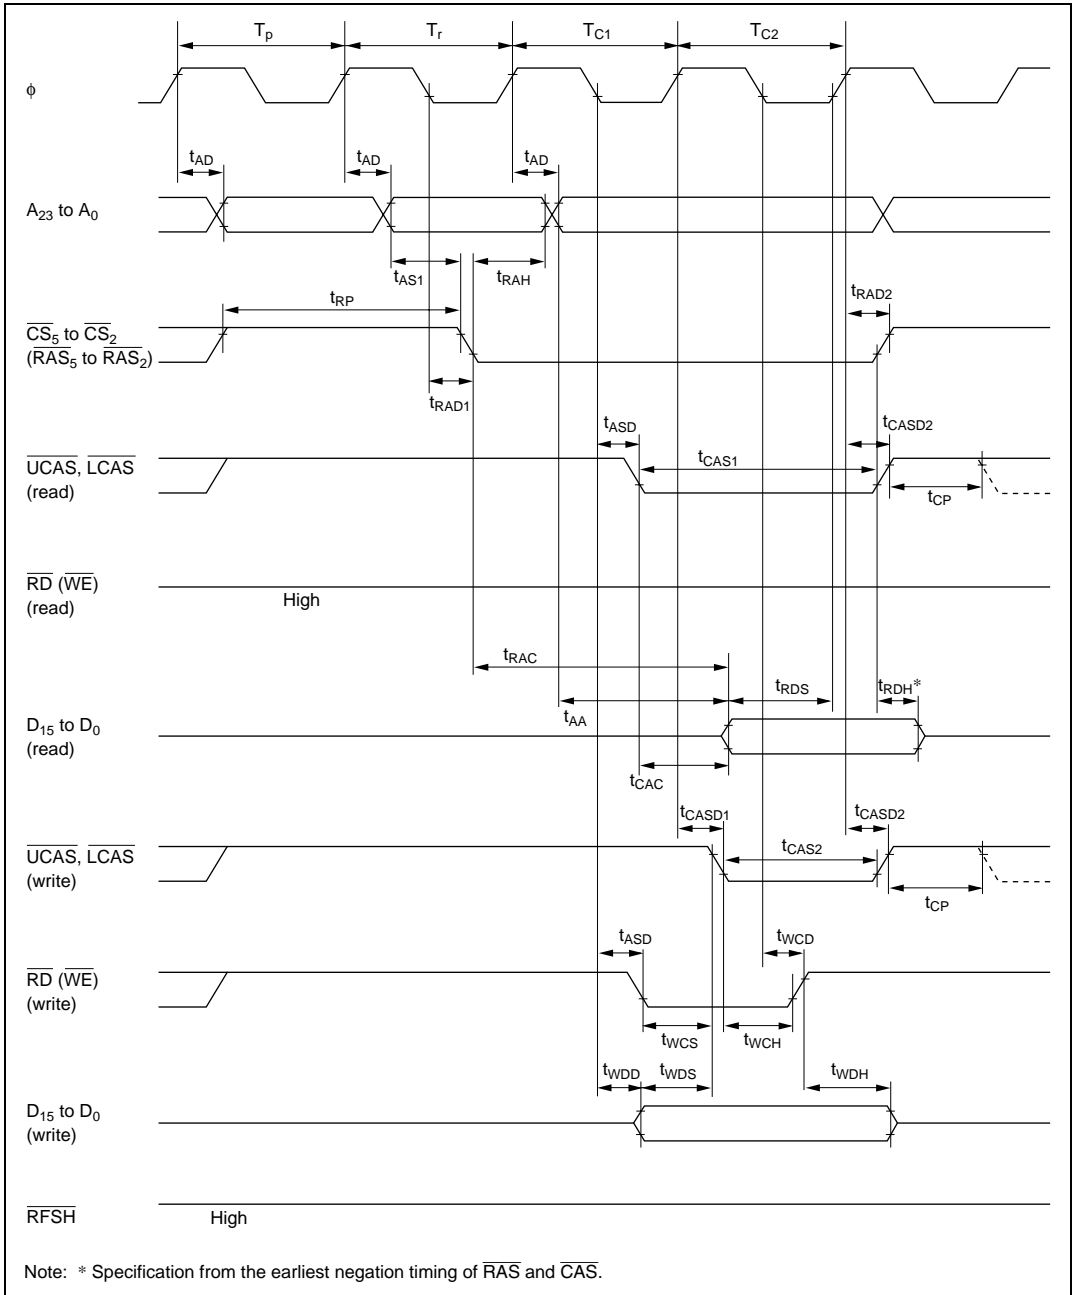 Tp Tr TC1 TC2
ϕ
tAD tAD tAD
A23 to A0
tAS1 tRAH
tRP tRAD2
CS5 to CS2
(RAS5 to RAS2)
tRAD1
tASD tCASD2
UCAS, LCAS tCAS1
(read)
tCP
RD (WE)
(read) High
tRAC
tRDS tRDH*
tAA
D15 to D0
(read)
tCAC
tCASD1 tCASD2
UCAS, LCAS tCAS2
(write)
tCP
tASD tWCD
RD (WE)
(write)
tWCS tWCH
tWDD tWDS tWDH
D15 to D0
(write)
RFSH High
Note: * Specification from the earliest negation timing of RAS and CAS.